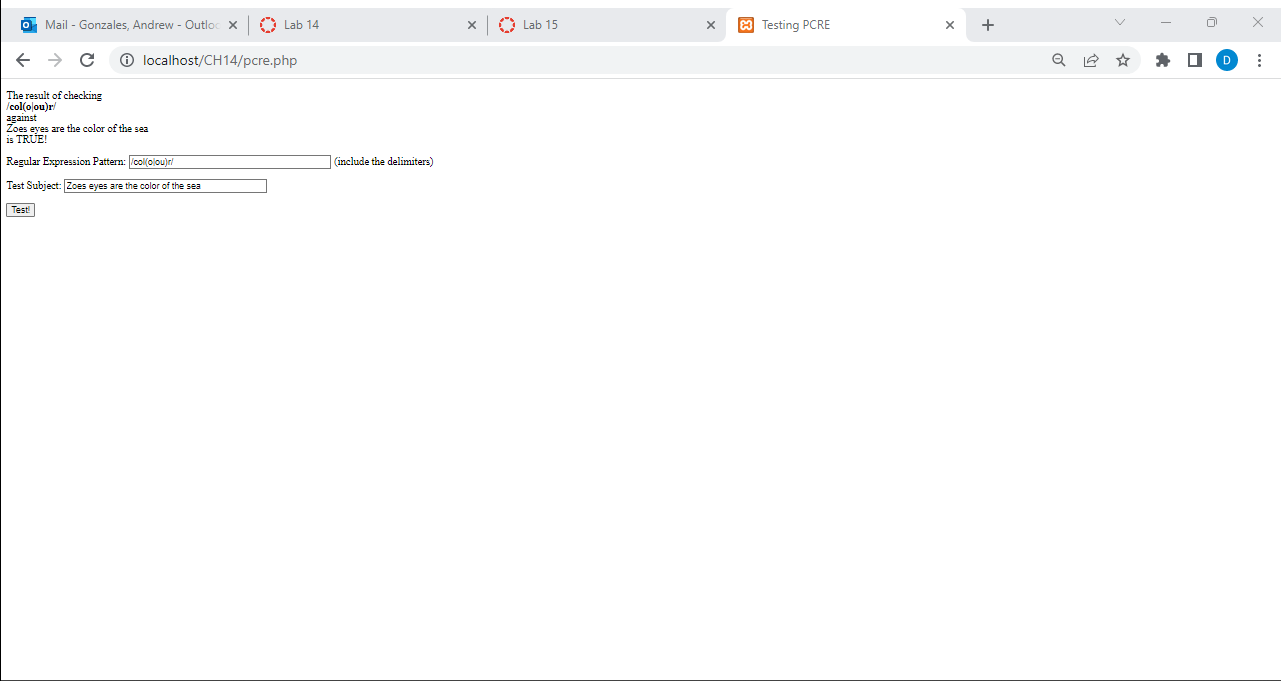 Mail - Gonzales, Andrew - Outloo
Lab 14
Lab 15
Testing PCRE
localhost/CH14/pcre.php
D
The result of checking
/col(o|ou)r/
against
Zoes eyes are the color of the sea
is TRUE!
Regular Expression Pattern: /col(o|ou)r/ (include the delimiters)
Test Subject: Zoes eyes are the color of the sea
Test!